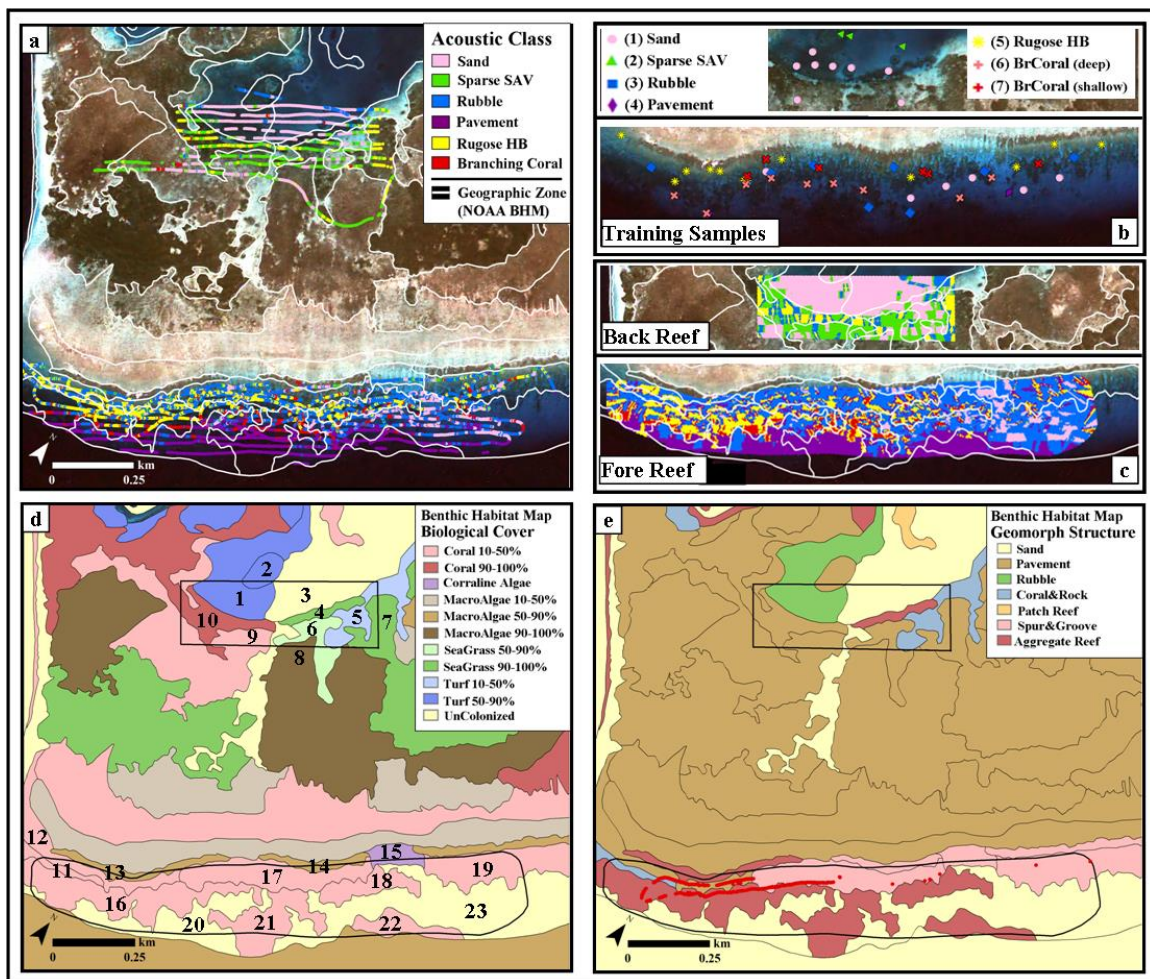 a
Acoustic Class
Sand
Sparse SAV
Rubble
Pavement
Rugose HB
Branching Coral
Geographic Zone
(NOAA BHM)
N
km
0 0.25
(1) Sand
(2) Sparse SAV
(3) Rubble
(4) Pavement
(5) Rugose HB
(6) BrCoral (deep)
(7) BrCoral (shallow)
Training Samples
b
Back Reef
Fore Reef
c
d
Benthic Habitat Map
Biological Cover
Coral 10-50%
Coral 90-100%
Corraline Algae
MacroAlgae 10-50%
MacroAlgae 50-90%
MacroAlgae 90-100%
SeaGrass 50-90%
SeaGrass 90-100%
Turf 10-50%
Turf 50-90%
UnColonized
2
1 3
4
10 5
6 7
9
8
12
15
11 13 14 19
17 18
16
20 21 22 23
N
km
0 0.25
e
Benthic Habitat Map
Geomorph Structure
Sand
Pavement
Rubble
Coral&Rock
Patch Reef
Spur&Groove
Aggregate Reef
N
km
0 0.25